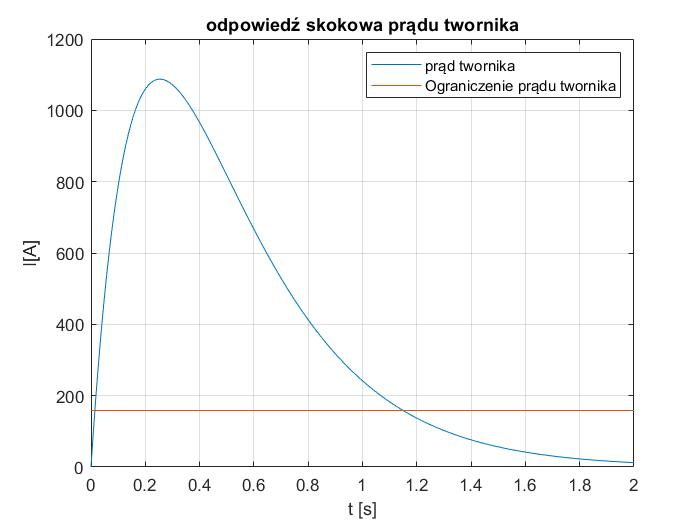 odpowiedź skokowa prądu twornika
1200
1000
800
600
400
200
0
I[A]
prąd twornika
Ograniczenie prądu twornika
0 0.2 0.4 0.6 0.8 1 1.2 1.4 1.6 1.8 2
t [s]